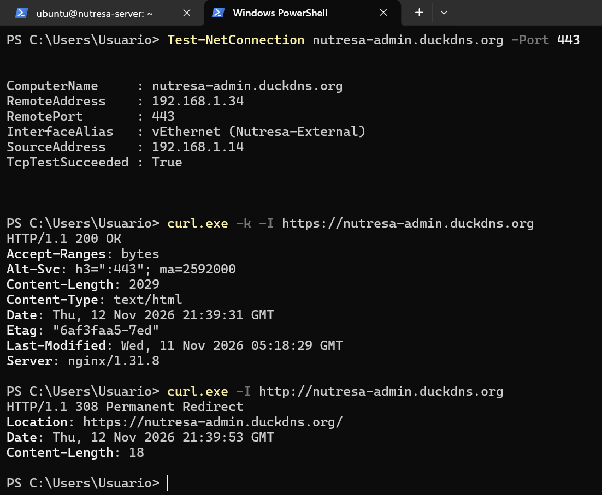 ubuntu@nutresa-server: ~
Windows PowerShell
PS C:\Users\Usuario> Test-NetConnection nutresa-admin.duckdns.org -Port 443
ComputerName     : nutresa-admin.duckdns.org
RemoteAddress    : 192.168.1.34
RemotePort       : 443
InterfaceAlias   : vEthernet (Nutresa-External)
SourceAddress    : 192.168.1.14
TcpTestSucceeded : True
PS C:\Users\Usuario> curl.exe -k -I https://nutresa-admin.duckdns.org
HTTP/1.1 200 OK
Accept-Ranges: bytes
Alt-Svc: h3=":443"; ma=2592000
Content-Length: 2029
Content-Type: text/html
Date: Thu, 12 Nov 2026 21:39:31 GMT
Etag: "6af3faa5-7ed"
Last-Modified: Wed, 11 Nov 2026 05:18:29 GMT
Server: nginx/1.31.8
PS C:\Users\Usuario> curl.exe -I http://nutresa-admin.duckdns.org
HTTP/1.1 308 Permanent Redirect
Location: https://nutresa-admin.duckdns.org/
Date: Thu, 12 Nov 2026 21:39:53 GMT
Content-Length: 18
PS C:\Users\Usuario>